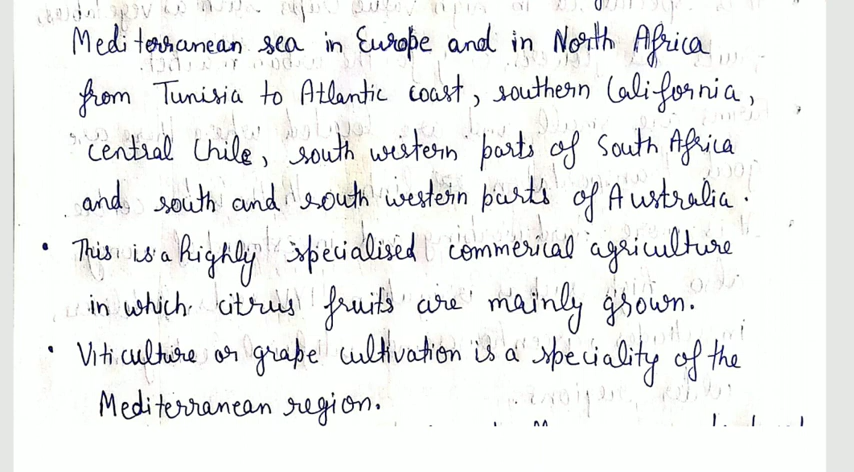 Mediterranean sea in Europe and in North Africa
from Tunisia to Atlantic coast, southern California,
central Chile, south western parts of South Africa
and south and south western parts of Australia.
• This is a highly specialised commerical agriculture
in which citrus fruits are mainly grown.
• Viticulture or grape cultivation is a speciality of the
Mediterranean region.